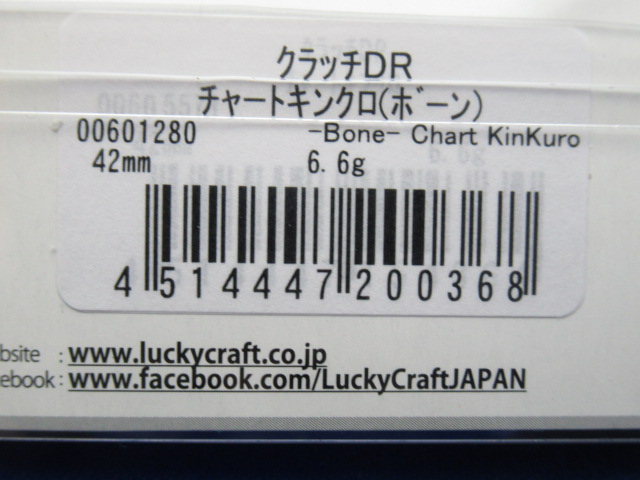 クラッチDR
チャートキンクロ(ボーン)
00601280 -Bone- Chart KinKuro
42mm 6.6g
4 514447 200368
bsite : www.luckycraft.co.jp
cebook: www.facebook.com/LuckyCraftJAPAN